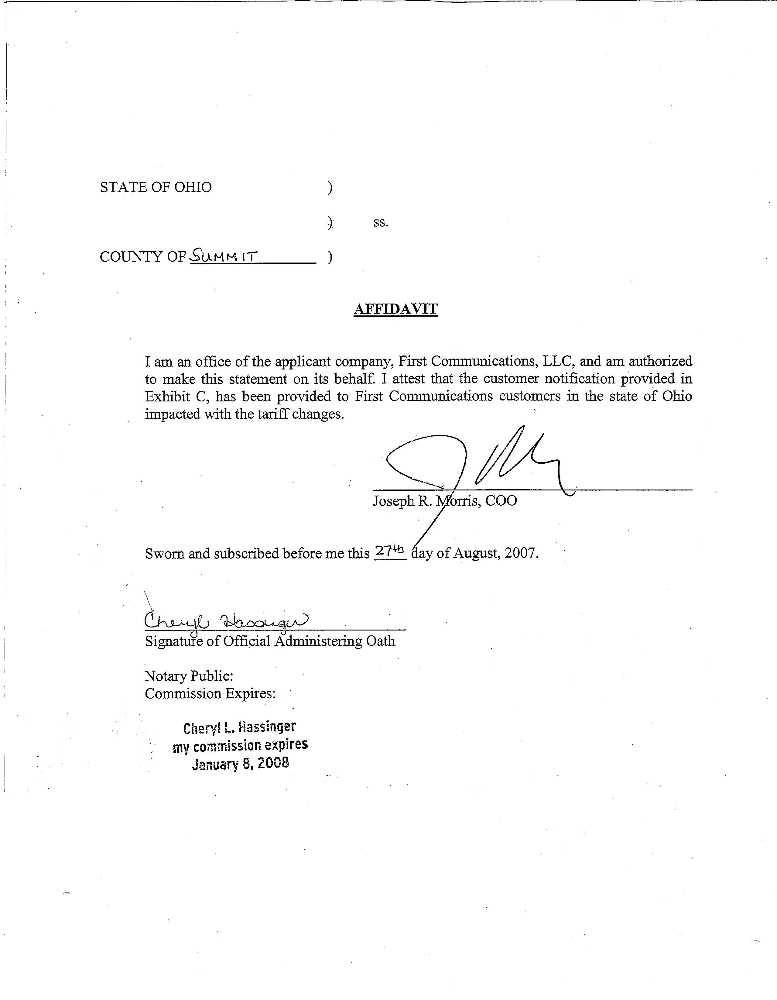 STATE OF OHIO )
) ss.
COUNTY OF SUMMIT )
AFFIDAVIT
I am an office of the applicant company, First Communications, LLC, and am authorized
to make this statement on its behalf. I attest that the customer notification provided in
Exhibit C, has been provided to First Communications customers in the state of Ohio
impacted with the tariff changes.
Joseph R. Morris, COO
Sworn and subscribed before me this 27th day of August, 2007.
Cheryl Hassinger
Signature of Official Administering Oath
Notary Public:
Commission Expires:
Cheryl L. Hassinger
my commission expires
January 8, 2008